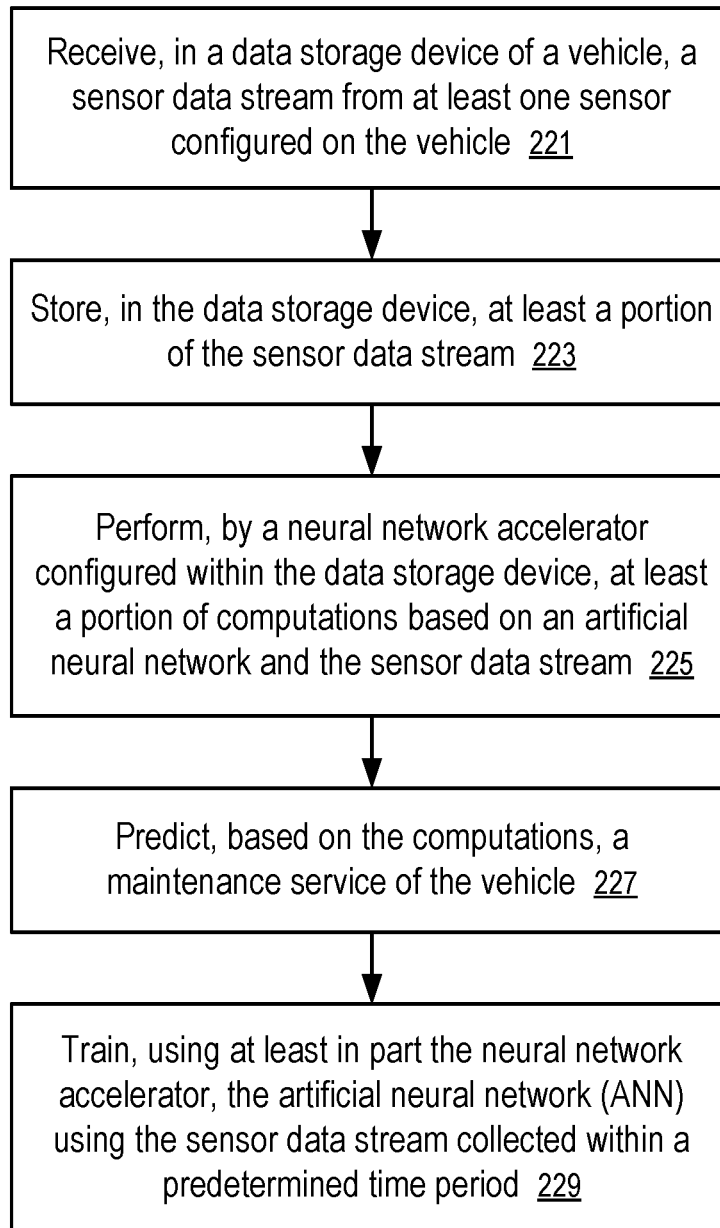 Receive, in a data storage device of a vehicle, a
sensor data stream from at least one sensor
configured on the vehicle 221
Store, in the data storage device, at least a portion
of the sensor data stream 223
Perform, by a neural network accelerator
configured within the data storage device, at least
a portion of computations based on an artificial
neural network and the sensor data stream 225
Predict, based on the computations, a
maintenance service of the vehicle 227
Train, using at least in part the neural network
accelerator, the artificial neural network (ANN)
using the sensor data stream collected within a
predetermined time period 229